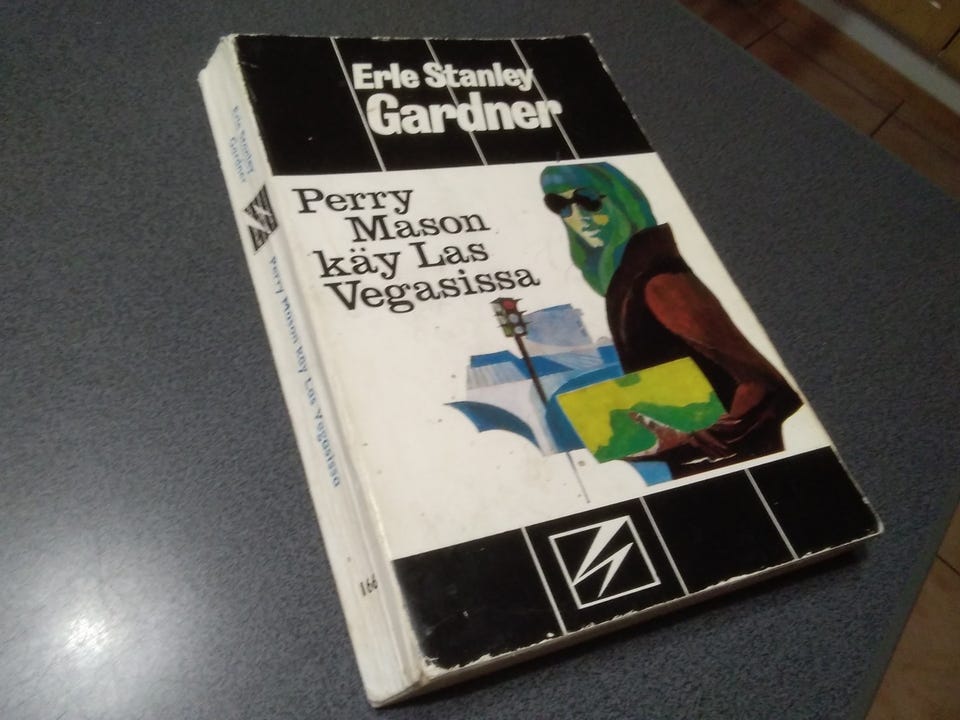 Erle Stanley
Gardner
Perry
Mason
käy Las
Vegasissa
Erle Stanley
Gardner
Perry Mason käy Las Vegasissa
166